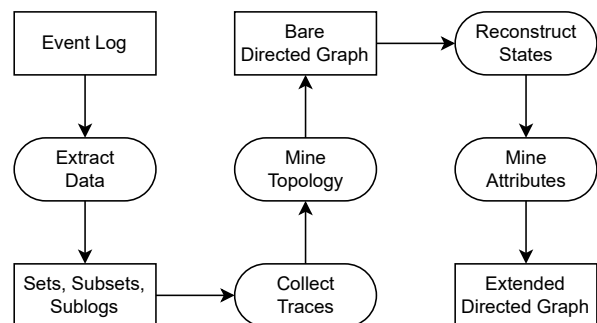 Event Log
Extract
Data
Sets, Subsets,
Sublogs
Collect
Traces
Mine
Topology
Bare
Directed Graph
Reconstruct
States
Mine
Attributes
Extended
Directed Graph